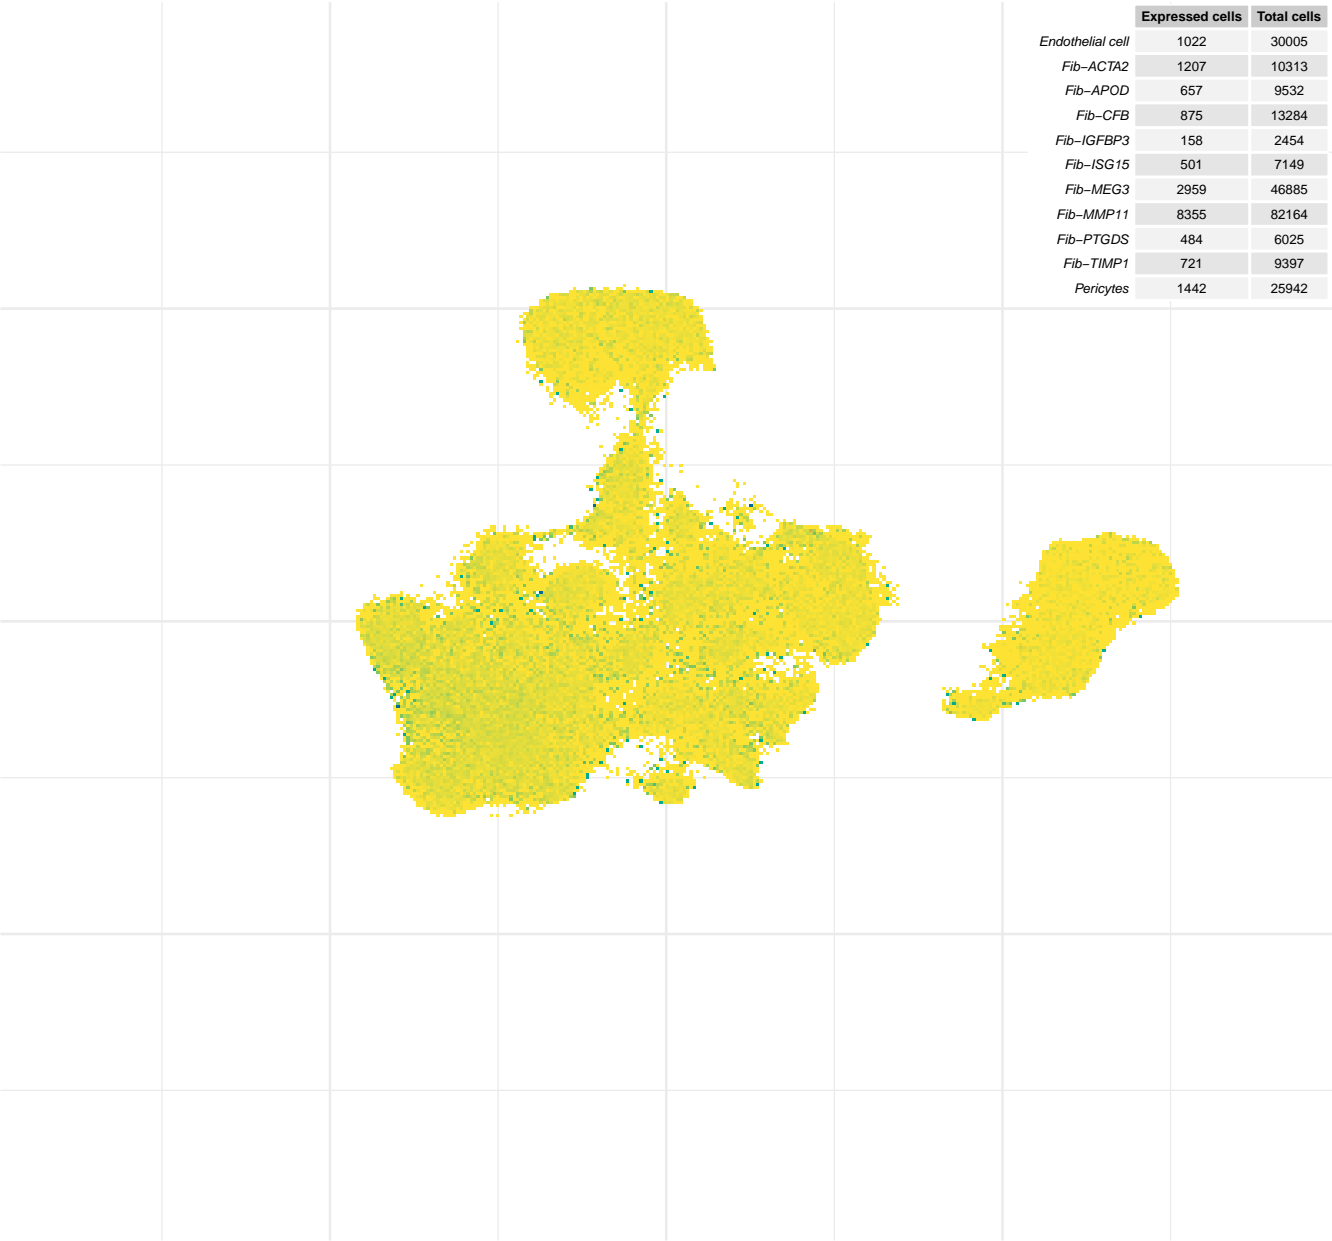 Expressed cells Total cells
Endothelial cell 1022 30005
Fib−ACTA2 1207 10313
Fib−APOD 657 9532
Fib−CFB 875 13284
Fib−IGFBP3 158 2454
Fib−ISG15 501 7149
Fib−MEG3 2959 46885
Fib−MMP11 8355 82164
Fib−PTGDS 484 6025
Fib−TIMP1 721 9397
Pericytes 1442 25942